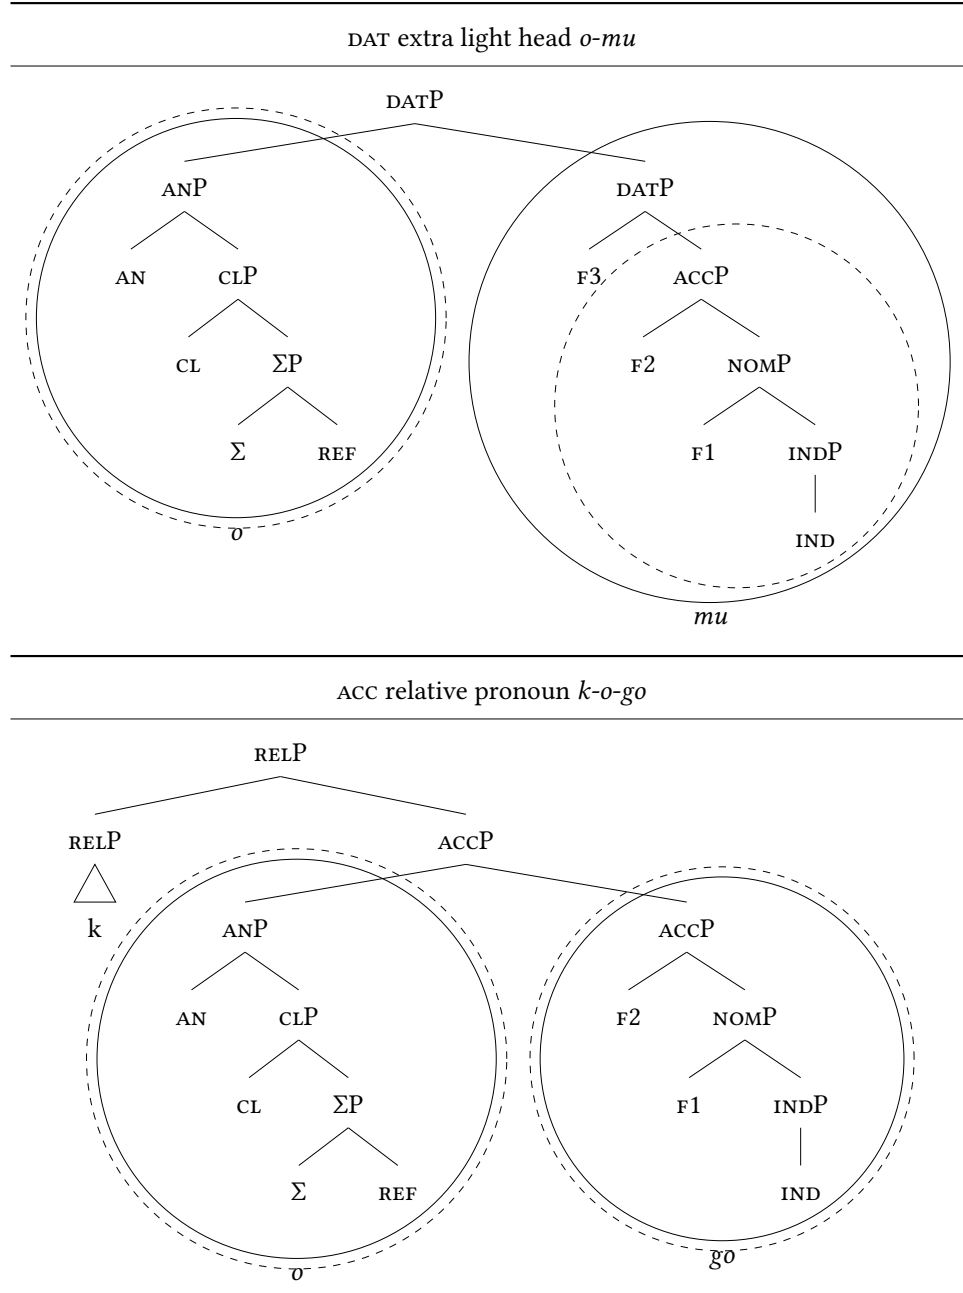 DAT extra light head o-mu
DATP
ANP DATP
AN CLP F3 ACCP
CL ΣP F2 NOMP
Σ REF F1 INDP
o IND
mu
ACC relative pronoun k-o-go
RELP
RELP ACCP
k ANP ACCP
AN CLP F2 NOMP
CL ΣP F1 INDP
Σ REF IND
o go